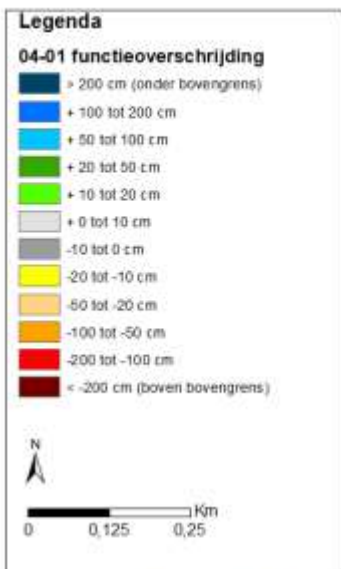 Legenda
04-01 functieoverschrijding
> 200 cm (onder bovengrens)
+ 100 tot 200 cm
+ 50 tot 100 cm
+ 20 tot 50 cm
+ 10 tot 20 cm
+ 0 tot 10 cm
-10 tot 0 cm
-20 tot -10 cm
-50 tot -20 cm
-100 tot -50 cm
-200 tot -100 cm
< -200 cm (boven bovengrens)
N
Km
0 0,125 0,25